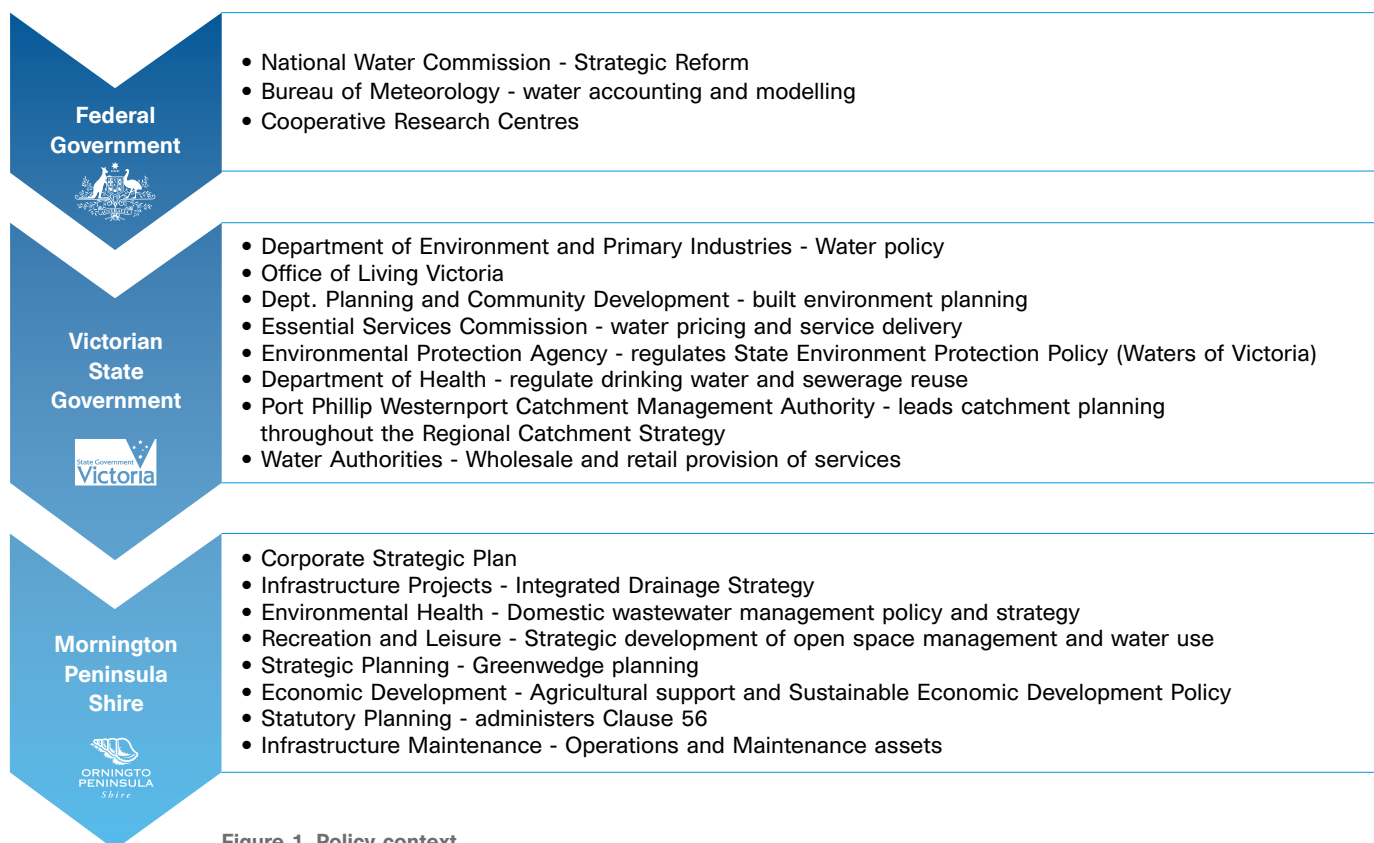 Federal
Government
• National Water Commission - Strategic Reform
• Bureau of Meteorology - water accounting and modelling
• Cooperative Research Centres
Victorian
State
Government
State Government
Victoria
• Department of Environment and Primary Industries - Water policy
• Office of Living Victoria
• Dept. Planning and Community Development - built environment planning
• Essential Services Commission - water pricing and service delivery
• Environmental Protection Agency - regulates State Environment Protection Policy (Waters of Victoria)
• Department of Health - regulate drinking water and sewerage reuse
• Port Phillip Westernport Catchment Management Authority - leads catchment planning
throughout the Regional Catchment Strategy
• Water Authorities - Wholesale and retail provision of services
Mornington
Peninsula
Shire
ORNINGTO
PENINSULA
Shire
• Corporate Strategic Plan
• Infrastructure Projects - Integrated Drainage Strategy
• Environmental Health - Domestic wastewater management policy and strategy
• Recreation and Leisure - Strategic development of open space management and water use
• Strategic Planning - Greenwedge planning
• Economic Development - Agricultural support and Sustainable Economic Development Policy
• Statutory Planning - administers Clause 56
• Infrastructure Maintenance - Operations and Maintenance assets
Figure 1. Policy context